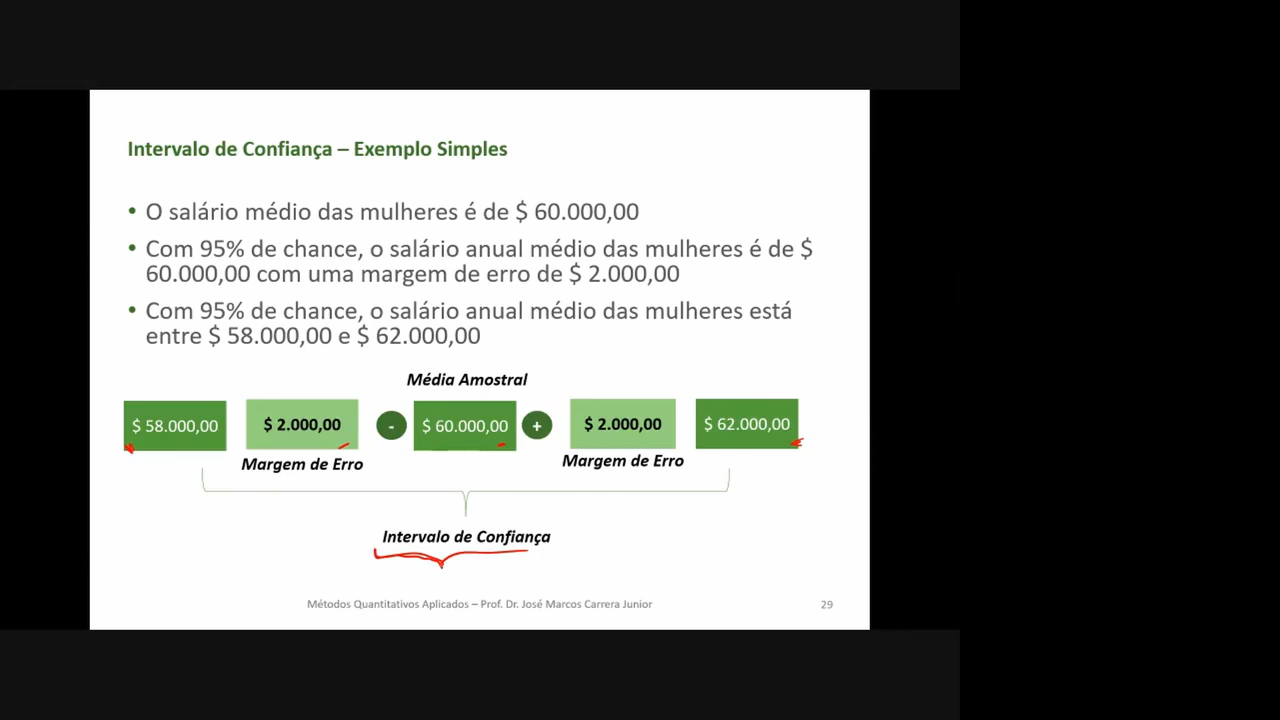 Intervalo de Confiança – Exemplo Simples
• O salário médio das mulheres é de $ 60.000,00
• Com 95% de chance, o salário anual médio das mulheres é de $
60.000,00 com uma margem de erro de $ 2.000,00
• Com 95% de chance, o salário anual médio das mulheres está
entre $ 58.000,00 e $ 62.000,00
Média Amostral
$ 58.000,00 $ 2.000,00 - $ 60.000,00 + $ 2.000,00 $ 62.000,00
Margem de Erro Margem de Erro
Intervalo de Confiança
Métodos Quantitativos Aplicados – Prof. Dr. José Marcos Carrera Junior 29